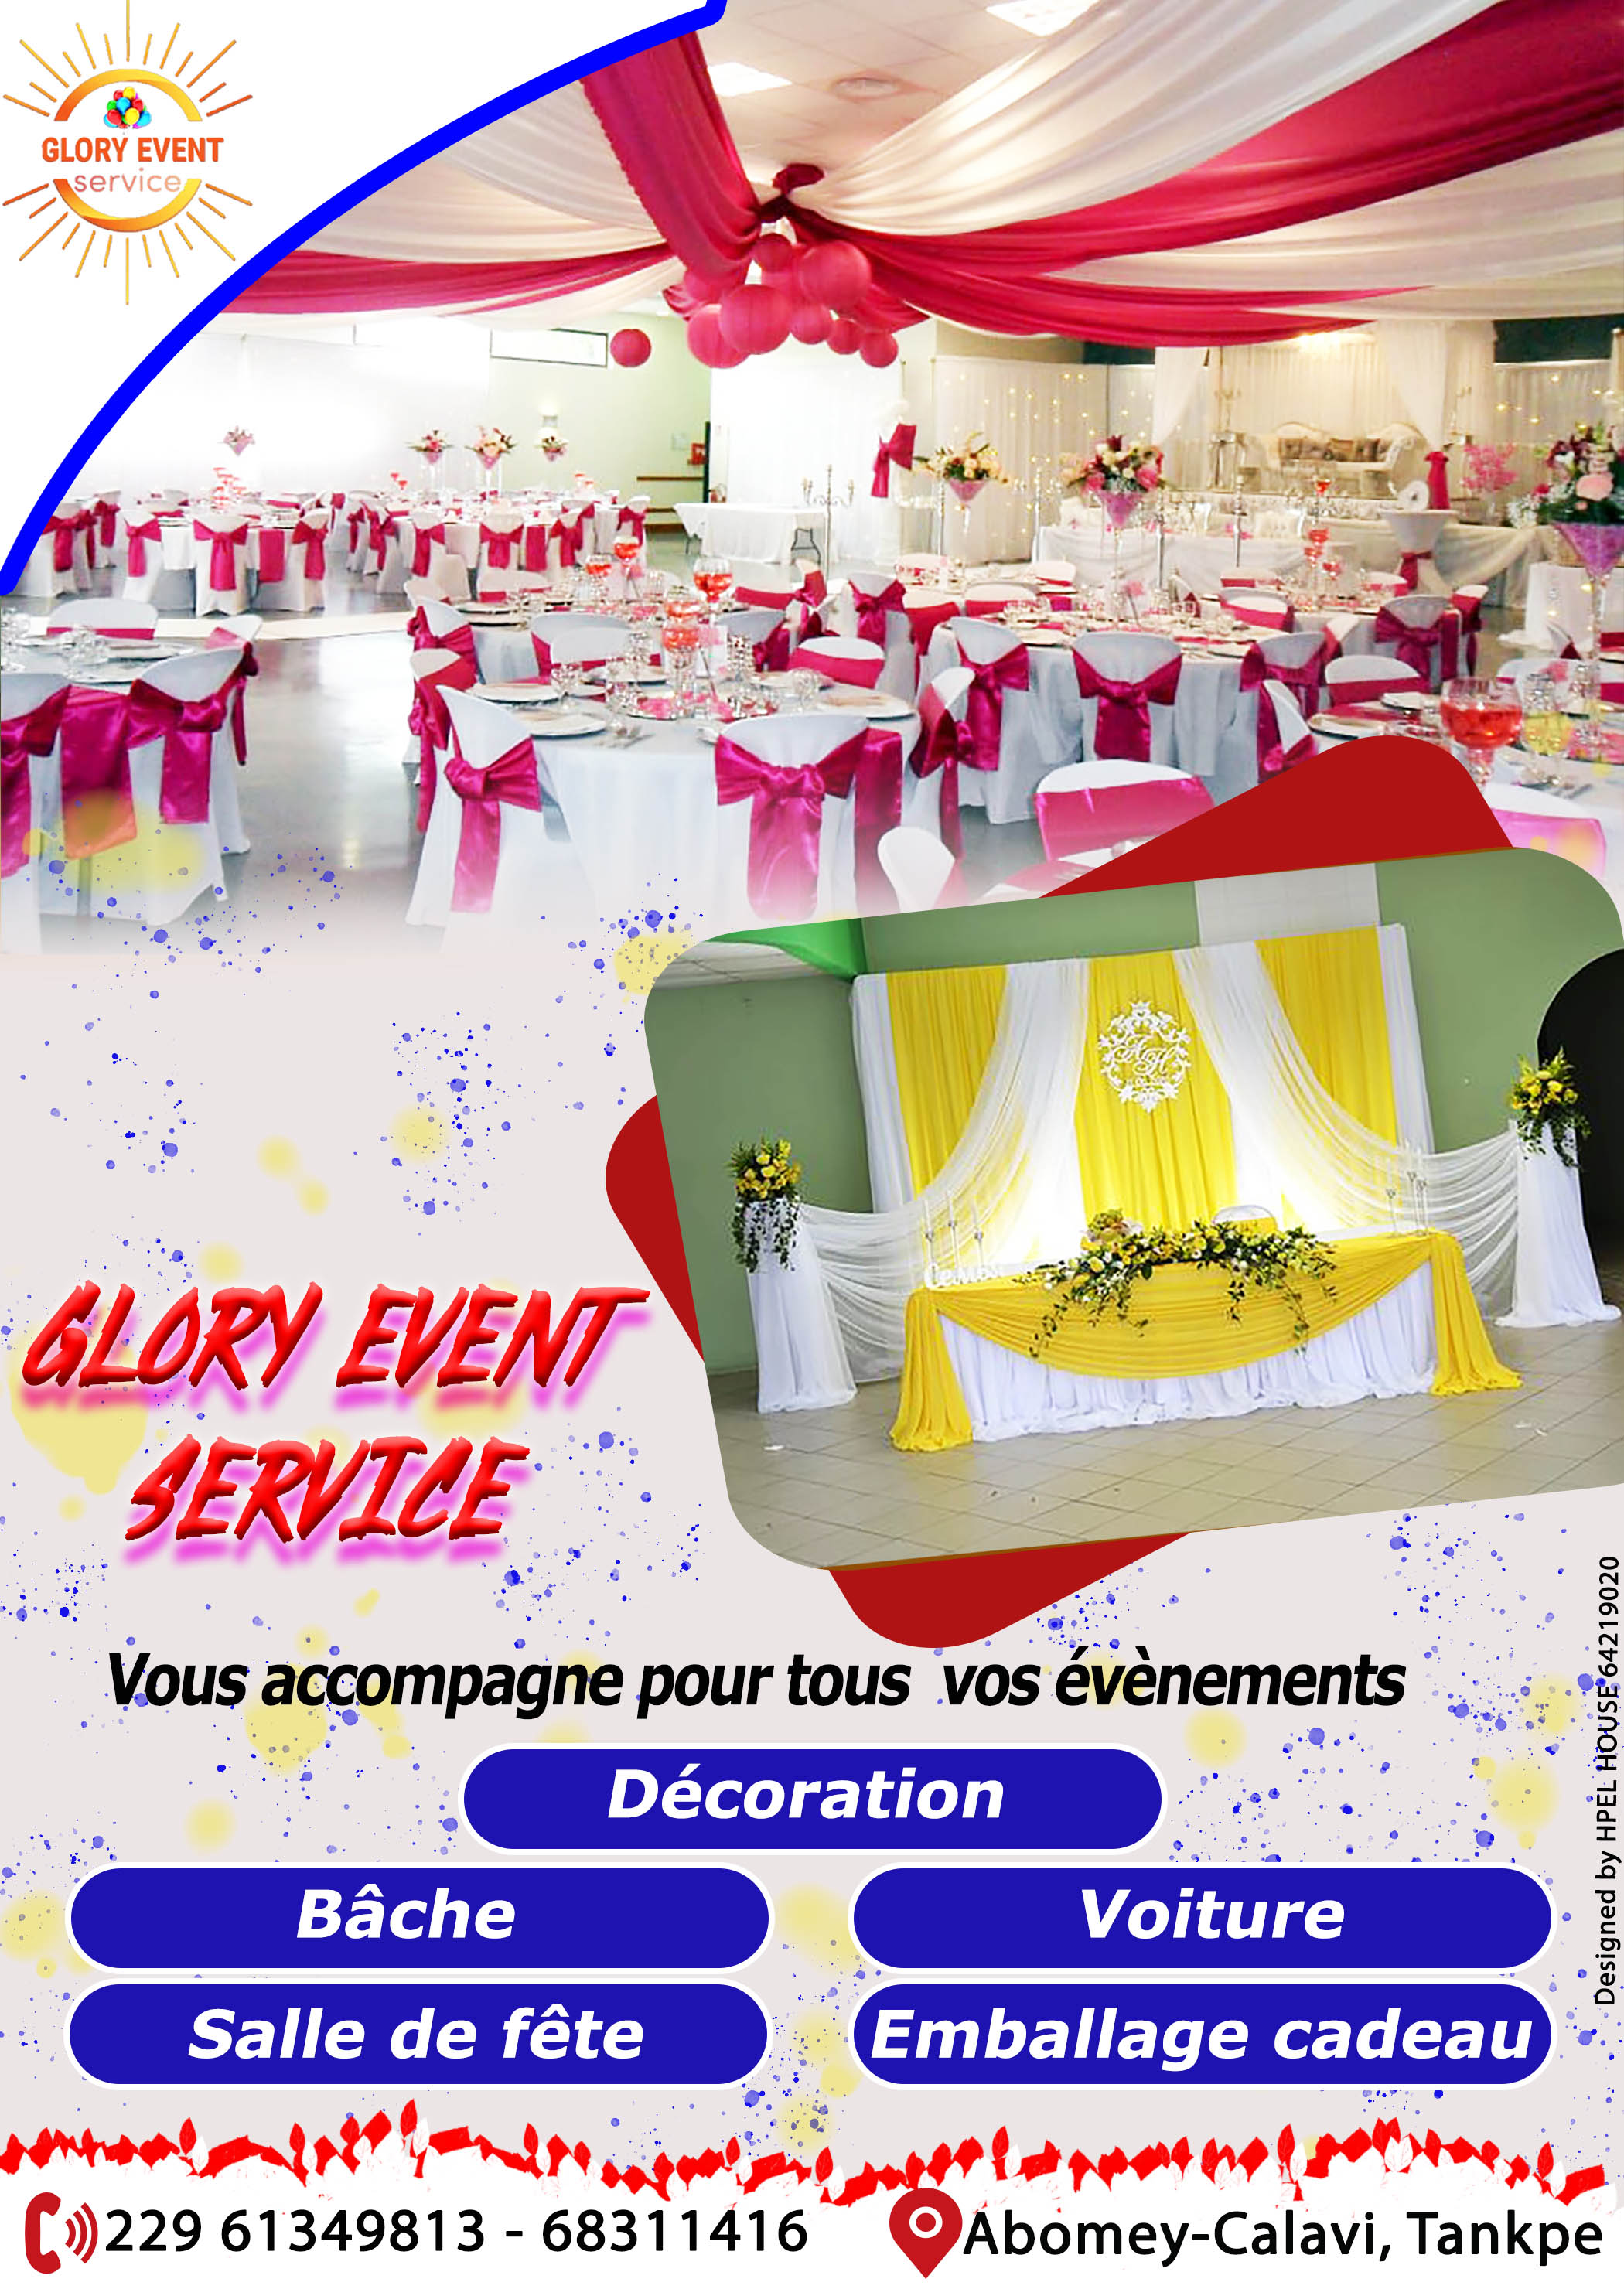 GLORY EVENT
service
GLORY EVENT
SERVICE
Vous accompagne pour tous vos évènements
Décoration
Bâche
Voiture
Salle de fête
Emballage cadeau
229 61349813 - 68311416
Abomey-Calavi, Tankpe
Designed by HPEL HOUSE 64219020